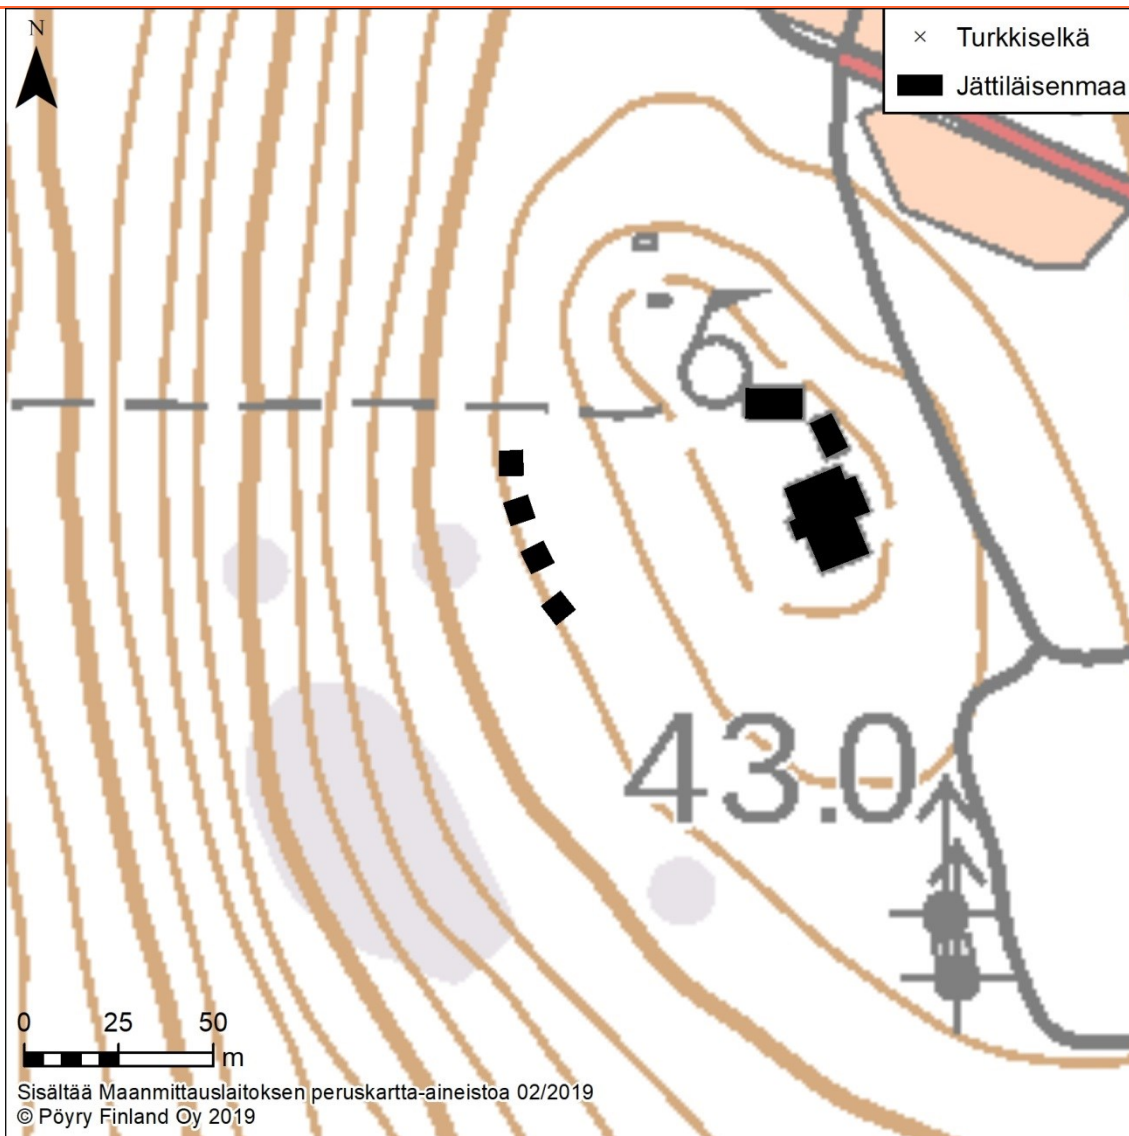 N
× Turkkiselkä
Jättiläisenmaa
43.0
0 25 50
m
Sisältää Maanmittauslaitoksen peruskartta-aineistoa 02/2019
© Pöyry Finland Oy 2019